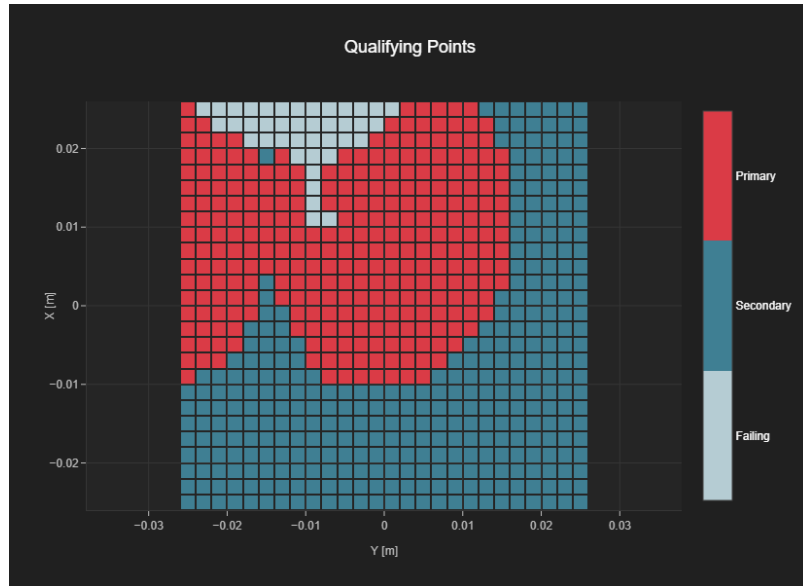 Qualifying Points
0.02
0.01
0
−0.01
−0.02
X [m]
−0.03
−0.02
−0.01
0
0.01
0.02
0.03
Y [m]
Primary
Secondary
Failing